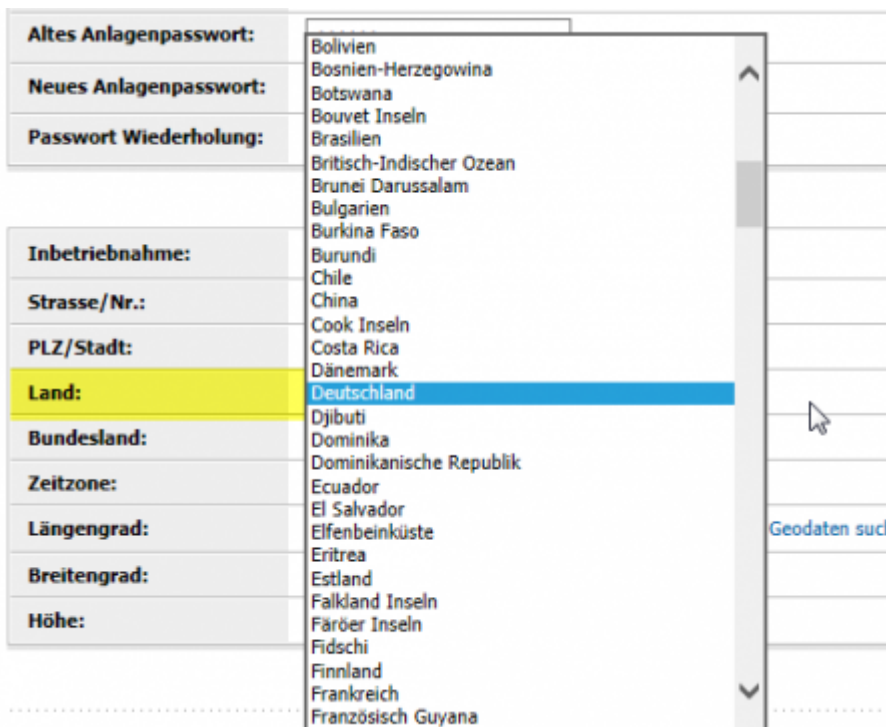 Altes Anlagenpasswort:
Neues Anlagenpasswort:
Passwort Wiederholung:
Inbetriebnahme:
Strasse/Nr.:
PLZ/Stadt:
Land:
Bundesland:
Zeitzone:
Längengrad:
Breitengrad:
Höhe:
Bolivien
Bosnien-Herzegowina
Botswana
Bouvet Inseln
Brasilien
Britisch-Indischer Ozean
Brunei Darussalam
Bulgarien
Burkina Faso
Burundi
Chile
China
Cook Inseln
Costa Rica
Dänemark
Deutschland
Djibuti
Dominika
Dominikanische Republik
Ecuador
El Salvador
Elfenbeinküste
Eritrea
Estland
Falkland Inseln
Färöer Inseln
Fidschi
Finnland
Frankreich
Französisch Guyana
Geodaten